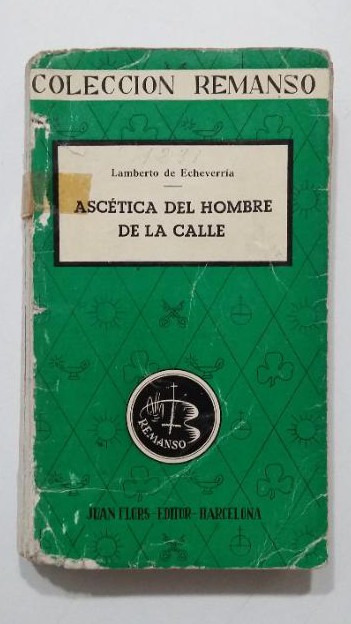 COLECCION REMANSO
Lamberto de Echeverría
ASCÉTICA DEL HOMBRE
DE LA CALLE
REMANSO
JUAN FLORS-EDITOR-BARCELONA